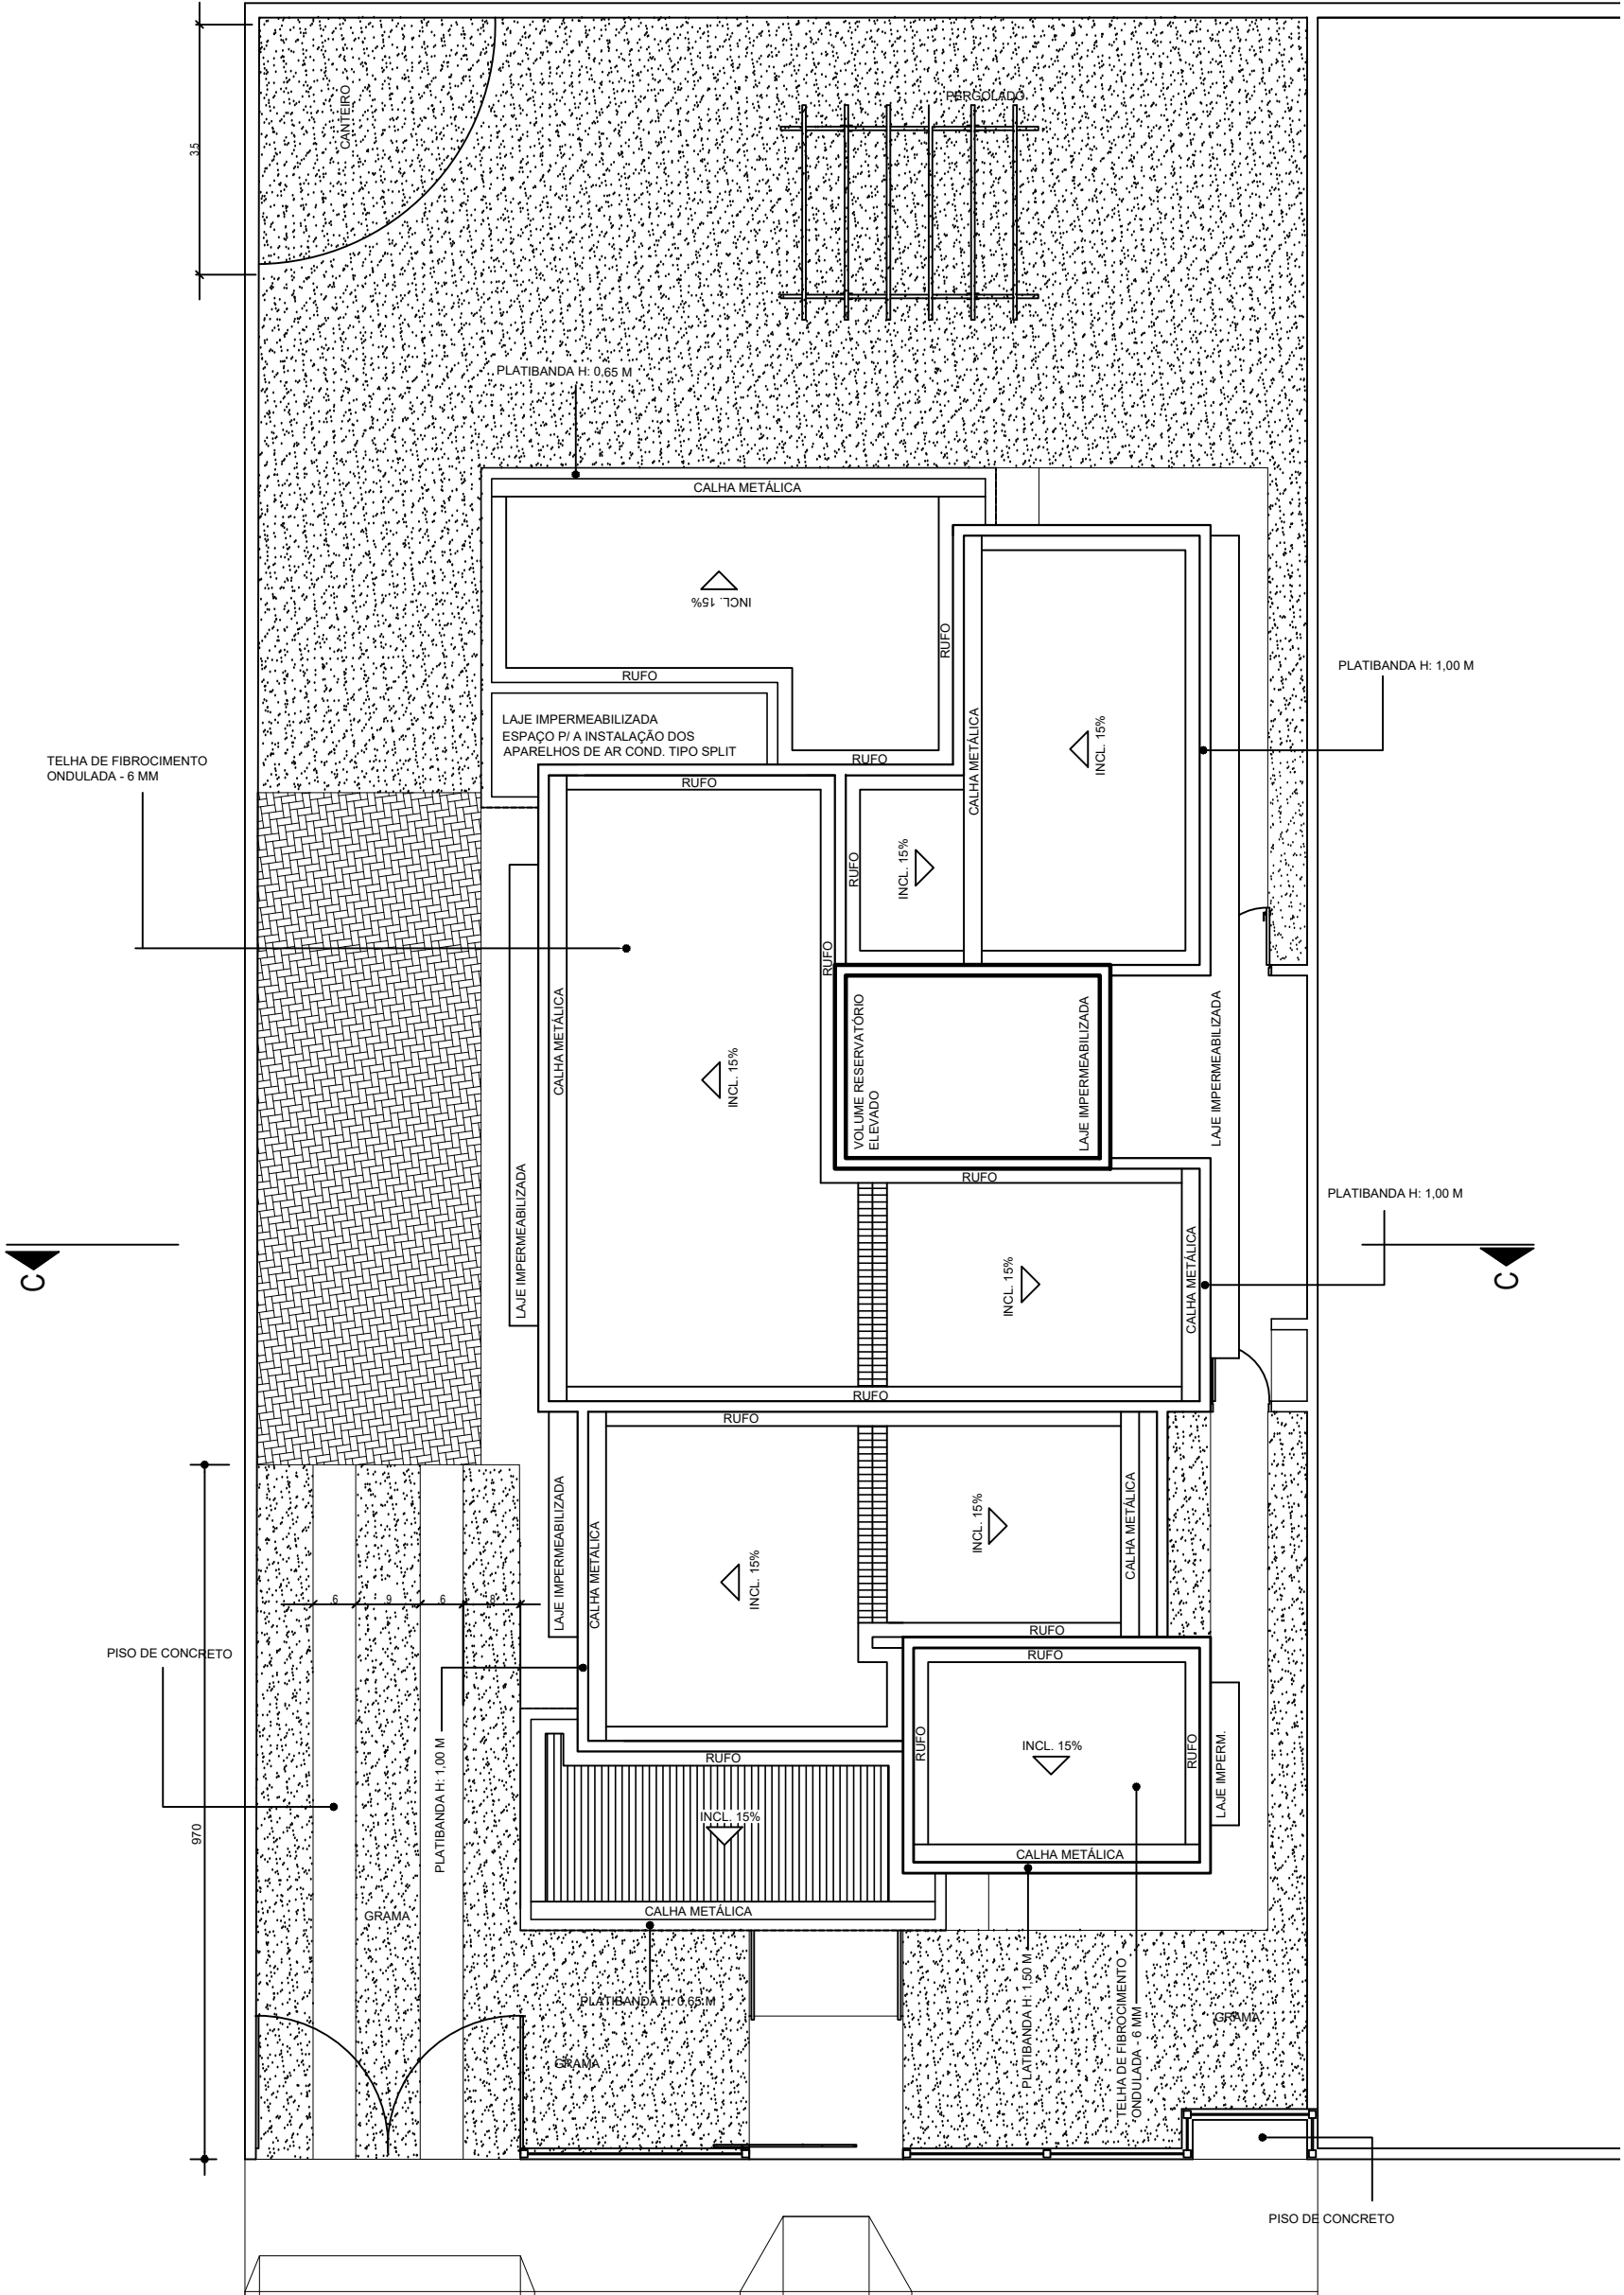 CANTEIRO
3.5
PERGOLADO
PLATIBANDA H: 0,65 M
CALHA METÁLICA
INCL. 15%
RUFO
RUFO
PLATIBANDA H: 1,00 M
LAJE IMPERMEABILIZADA
ESPAÇO P/ A INSTALAÇÃO DOS
APARELHOS DE AR COND. TIPO SPLIT
CALHA METÁLICA
INCL. 15%
TELHA DE FIBROCIMENTO
ONDULADA - 6 MM
RUFO
RUFO
RUFO
INCL. 15%
RUFO
CALHA METÁLICA
INCL. 15%
VOLUME RESERVATÓRIO
ELEVADO
LAJE IMPERMEABILIZADA
LAJE IMPERMEABILIZADA
LAJE IMPERMEABILIZADA
RUFO
PLATIBANDA H: 1,00 M
C
INCL. 15%
CALHA METÁLICA
C
RUFO
RUFO
LAJE IMPERMEABILIZADA
CALHA METÁLICA
INCL. 15%
INCL. 15%
CALHA METÁLICA
.6
.9
.6
.8
PISO DE CONCRETO
RUFO
RUFO
PLATIBANDA H: 1,00 M
RUFO
RUFO
INCL. 15%
RUFO
LAJE IMPERM.
970
INCL. 15%
CALHA METÁLICA
GRAMA
CALHA METÁLICA
PLATIBANDA H: 0,65 M
PLATIBANDA H: 1,50 M
TELHA DE FIBROCIMENTO
ONDULADA - 6 MM
GRAMA
GRAMA
PISO DE CONCRETO